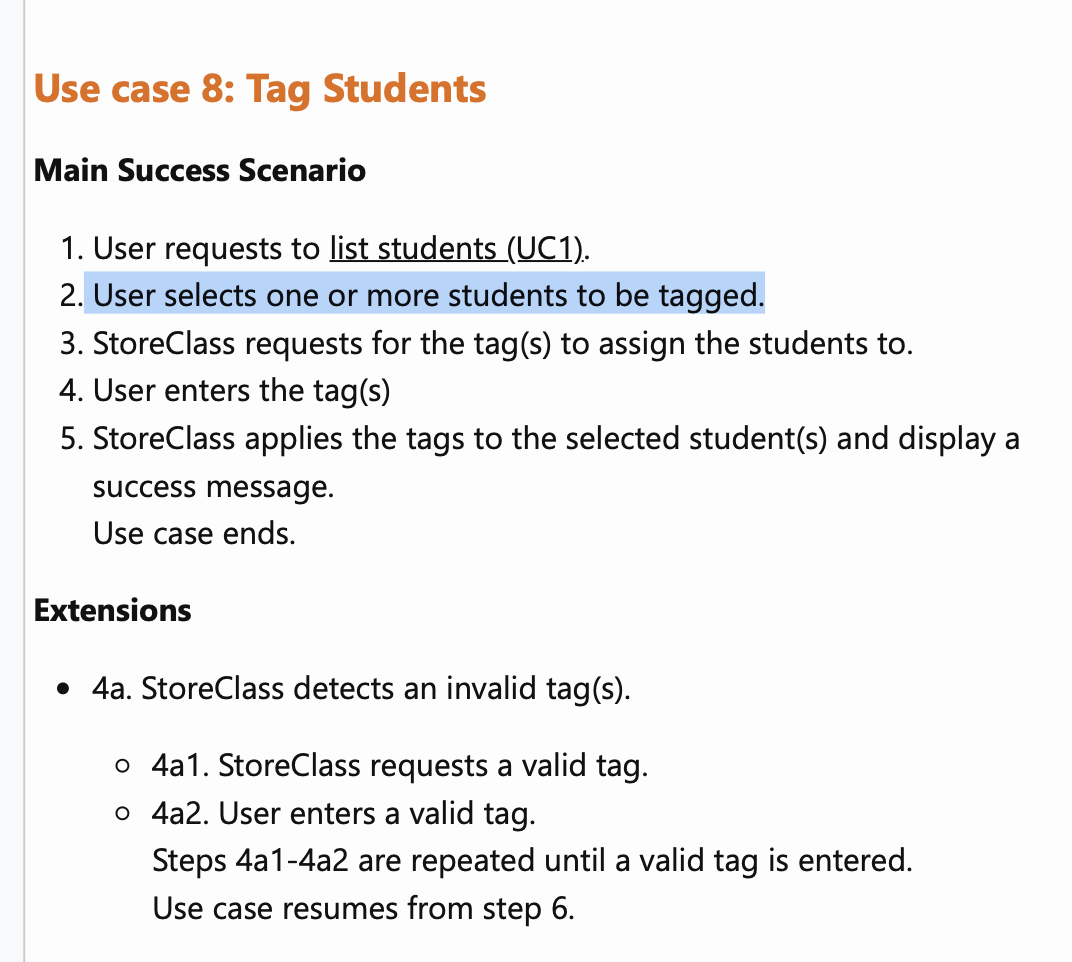 Use case 8: Tag Students
Main Success Scenario
1. User requests to list students (UC1).
2. User selects one or more students to be tagged.
3. StoreClass requests for the tag(s) to assign the students to.
4. User enters the tag(s)
5. StoreClass applies the tags to the selected student(s) and display a
success message.
Use case ends.
Extensions
• 4a. StoreClass detects an invalid tag(s).
○ 4a1. StoreClass requests a valid tag.
○ 4a2. User enters a valid tag.
Steps 4a1-4a2 are repeated until a valid tag is entered.
Use case resumes from step 6.